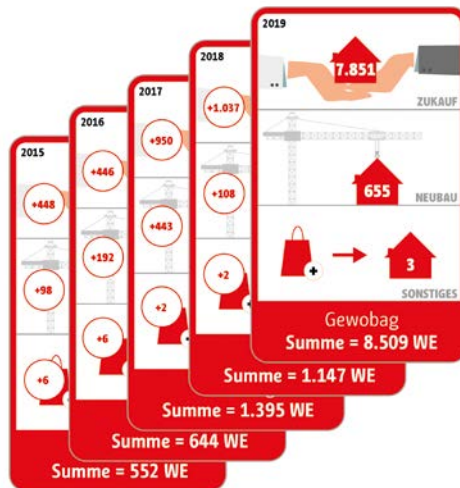 2019
7.851
ZUKAUF
655
NEUBAU
+
3
SONSTIGES
Gewobag
Summe = 8.509 WE
2018
+1.037
+108
+2
Summe = 1.147 WE
2017
+950
+443
+2
Summe = 1.395 WE
2016
+446
+192
+6
Summe = 644 WE
2015
+448
+98
+6
Summe = 552 WE